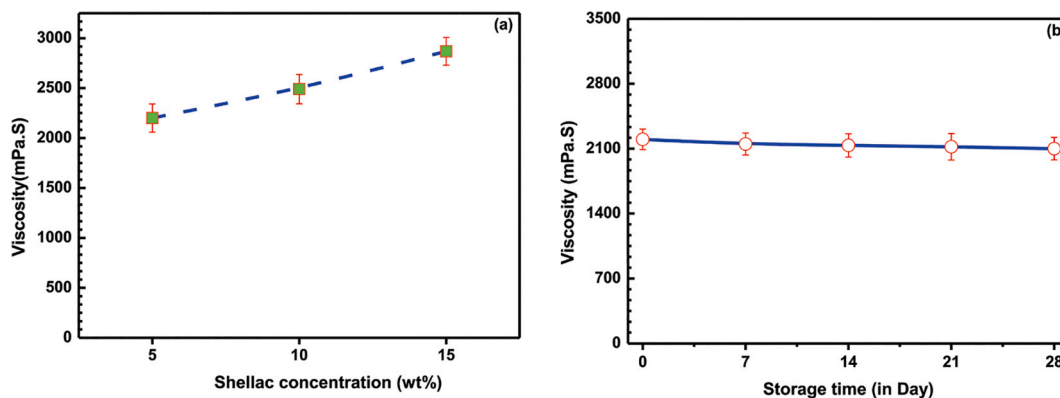 (a)
Viscosity(mPa.S)
3000
2500
2000
1500
1000
500
0
5 10 15
Shellac concentration (wt%)
(b)
Viscosity (mPa.S)
3500
2800
2100
1400
700
0
0 7 14 21 28
Storage time (in Day)